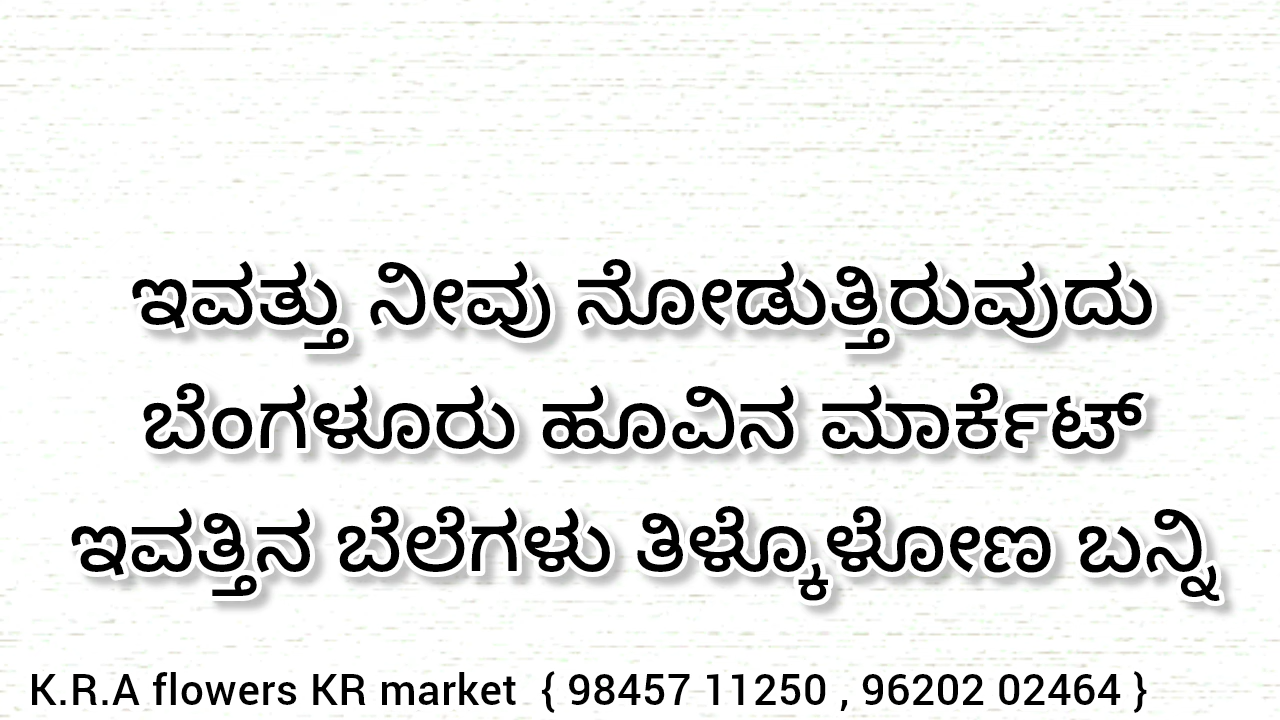 ಇವತ್ತು ನೀವು ನೋಡುತ್ತಿರುವುದು
ಬೆಂಗಳೂರು ಹೂವಿನ ಮಾರ್ಕೆಟ್
ಇವತ್ತಿನ ಬೆಲೆಗಳು ತಿಳ್ಕೊಳೋಣ ಬನ್ನಿ
K.R.A flowers KR market { 98457 11250 , 96202 02464 }